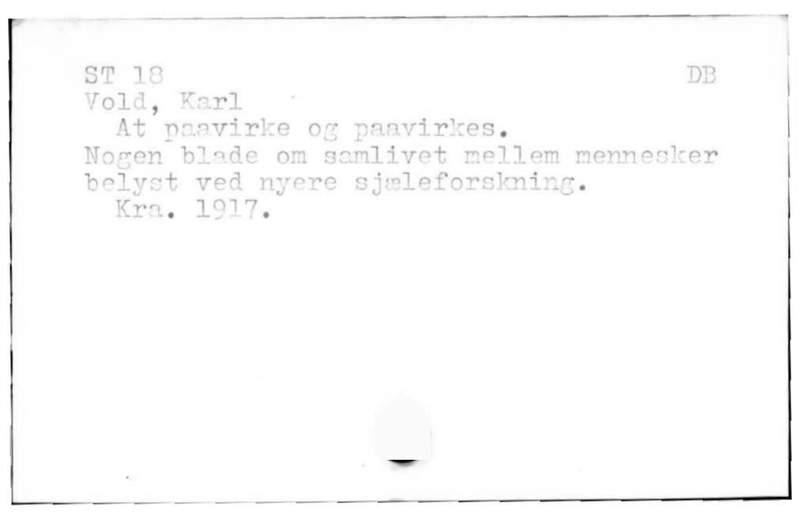 ST 18 DB
Vold, Karl
At paavirke og paavirkes.
Nogen blade om samlivet mellem mennesker
belyst ved nyere sjæleforskning.
Kra. 1917.